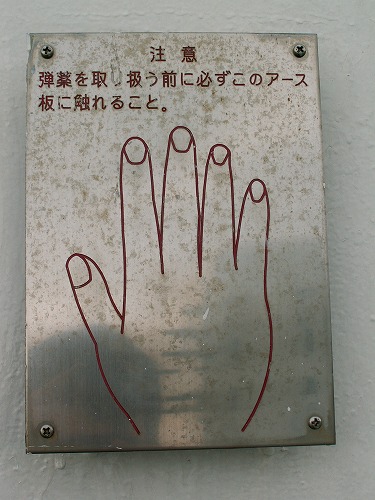 注意
弾薬を取り扱う前に必ずこのアース
板に触れること。